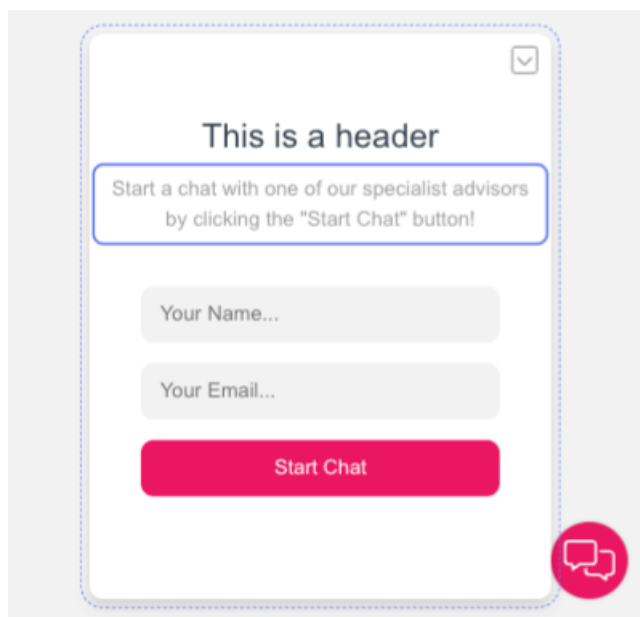 This is a header
Start a chat with one of our specialist advisors
by clicking the "Start Chat" button!
Your Name...
Your Email...
Start Chat